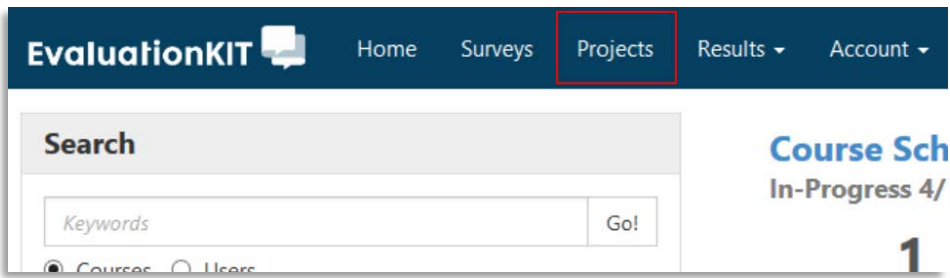 EvaluationKIT Home Surveys Projects Results Account
Search
Keywords Go!
Courses Users
Course Sch
In-Progress 4/
1